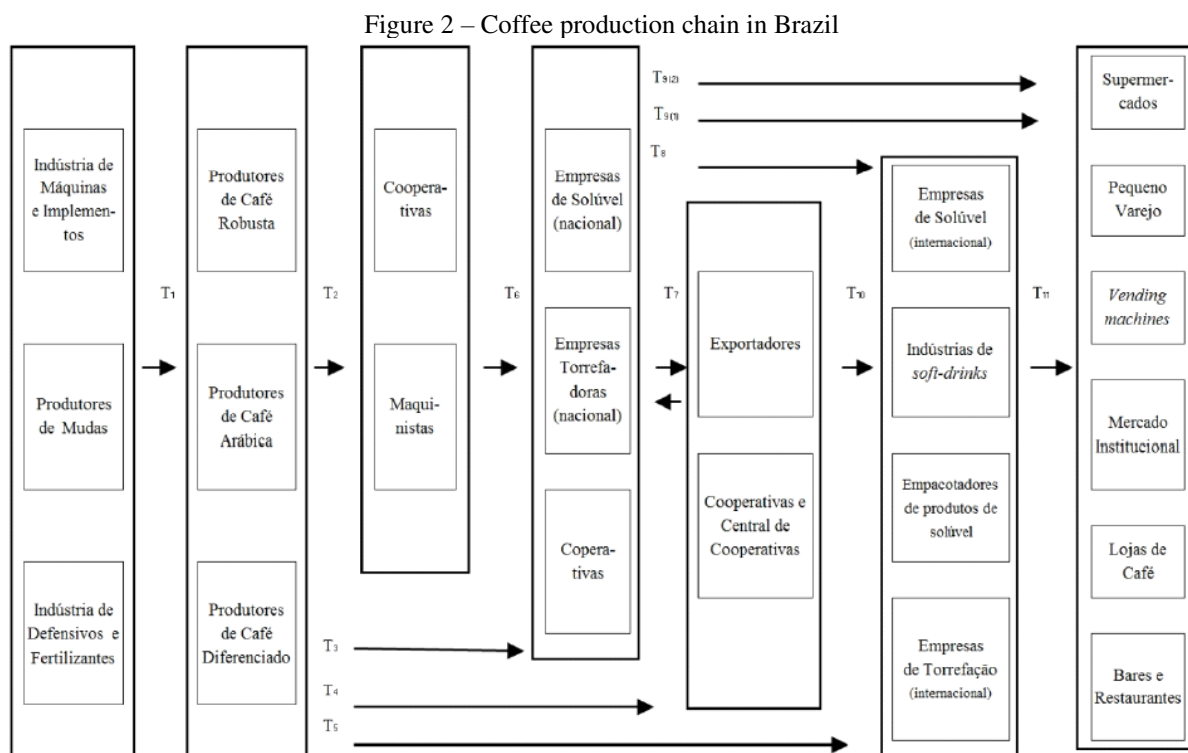 Figure 2 – Coffee production chain in Brazil
Indústria de
Máquinas
e Implemen-
tos
Produtores
de Mudas
Indústria de
Defensivos e
Fertilizantes
T1
Produtores
de Café
Robusta
Produtores
de Café
Arábica
Produtores
de Café
Diferenciado
T2
T3
T4
T5
Coopera-
tivas
Maqui-
nistas
T6
Empresas
de Solúvel
(nacional)
Empresas
Torrefa-
doras
(nacional)
Copera-
tivas
T9(2)
T9(1)
T8
T7
Exportadores
Cooperativas e
Central de
Cooperativas
T10
Empresas
de Solúvel
(internacional)
Indústrias de
soft-drinks
Empacotadores
de produtos de
solúvel
Empresas
de Torrefação
(internacional)
T11
Supermer-
cados
Pequeno
Varejo
Vending
machines
Mercado
Institucional
Lojas de
Café
Bares e
Restaurantes